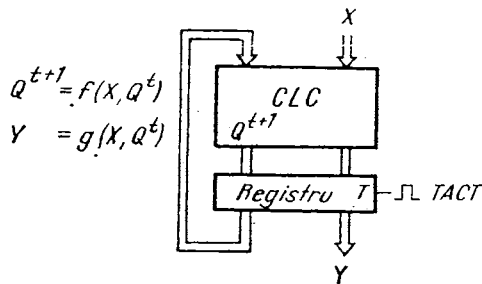 X
Q^{t+1} = f(X, Q^t)
Y = g(X, Q^t)
CLC
Q^{t+1}
Registru T
TACT
Y